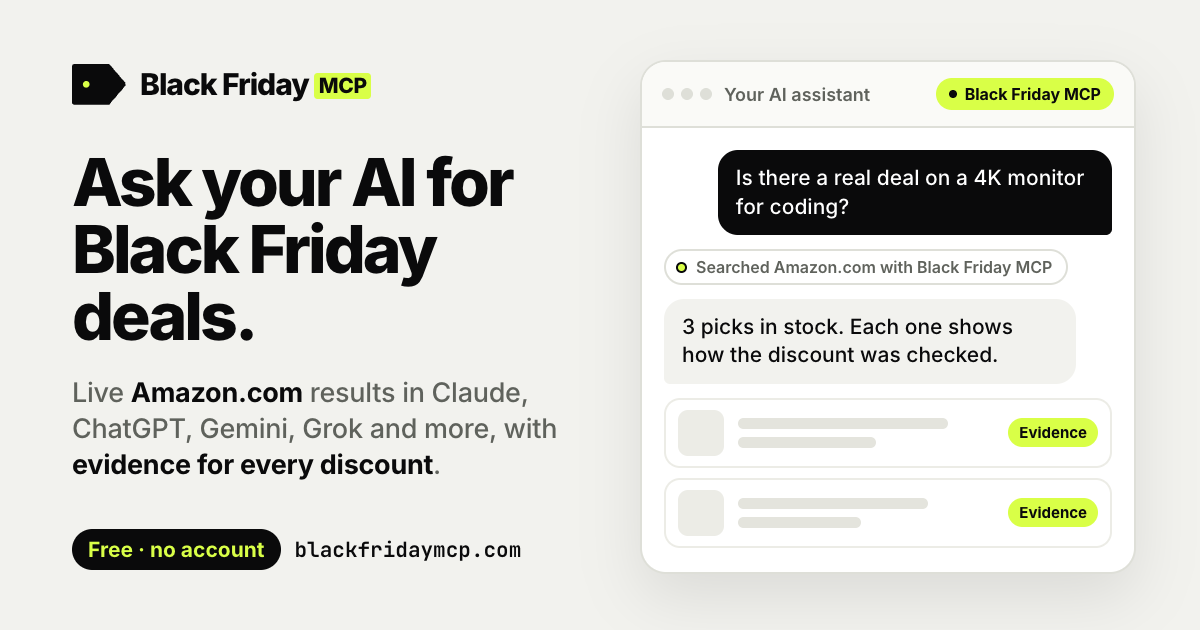 Black Friday MCP
Ask your AI for
Black Friday
deals.
Live Amazon.com results in Claude,
ChatGPT, Gemini, Grok and more, with
evidence for every discount.
Free · no account
blackfridaymcp.com
Your AI assistant
Black Friday MCP
Is there a real deal on a 4K monitor
for coding?
Searched Amazon.com with Black Friday MCP
3 picks in stock. Each one shows
how the discount was checked.
Evidence
Evidence